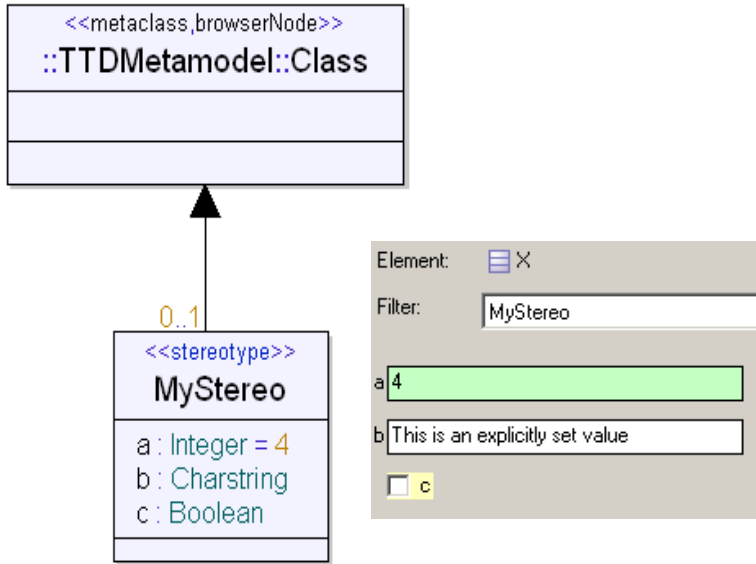 <<metaclass,browserNode>>
::TTDMetamodel::Class
0..1
<<stereotype>>
MyStereo
a : Integer = 4
b : Charstring
c : Boolean
Element: X
Filter: MyStereo
a 4
b This is an explicitly set value
c